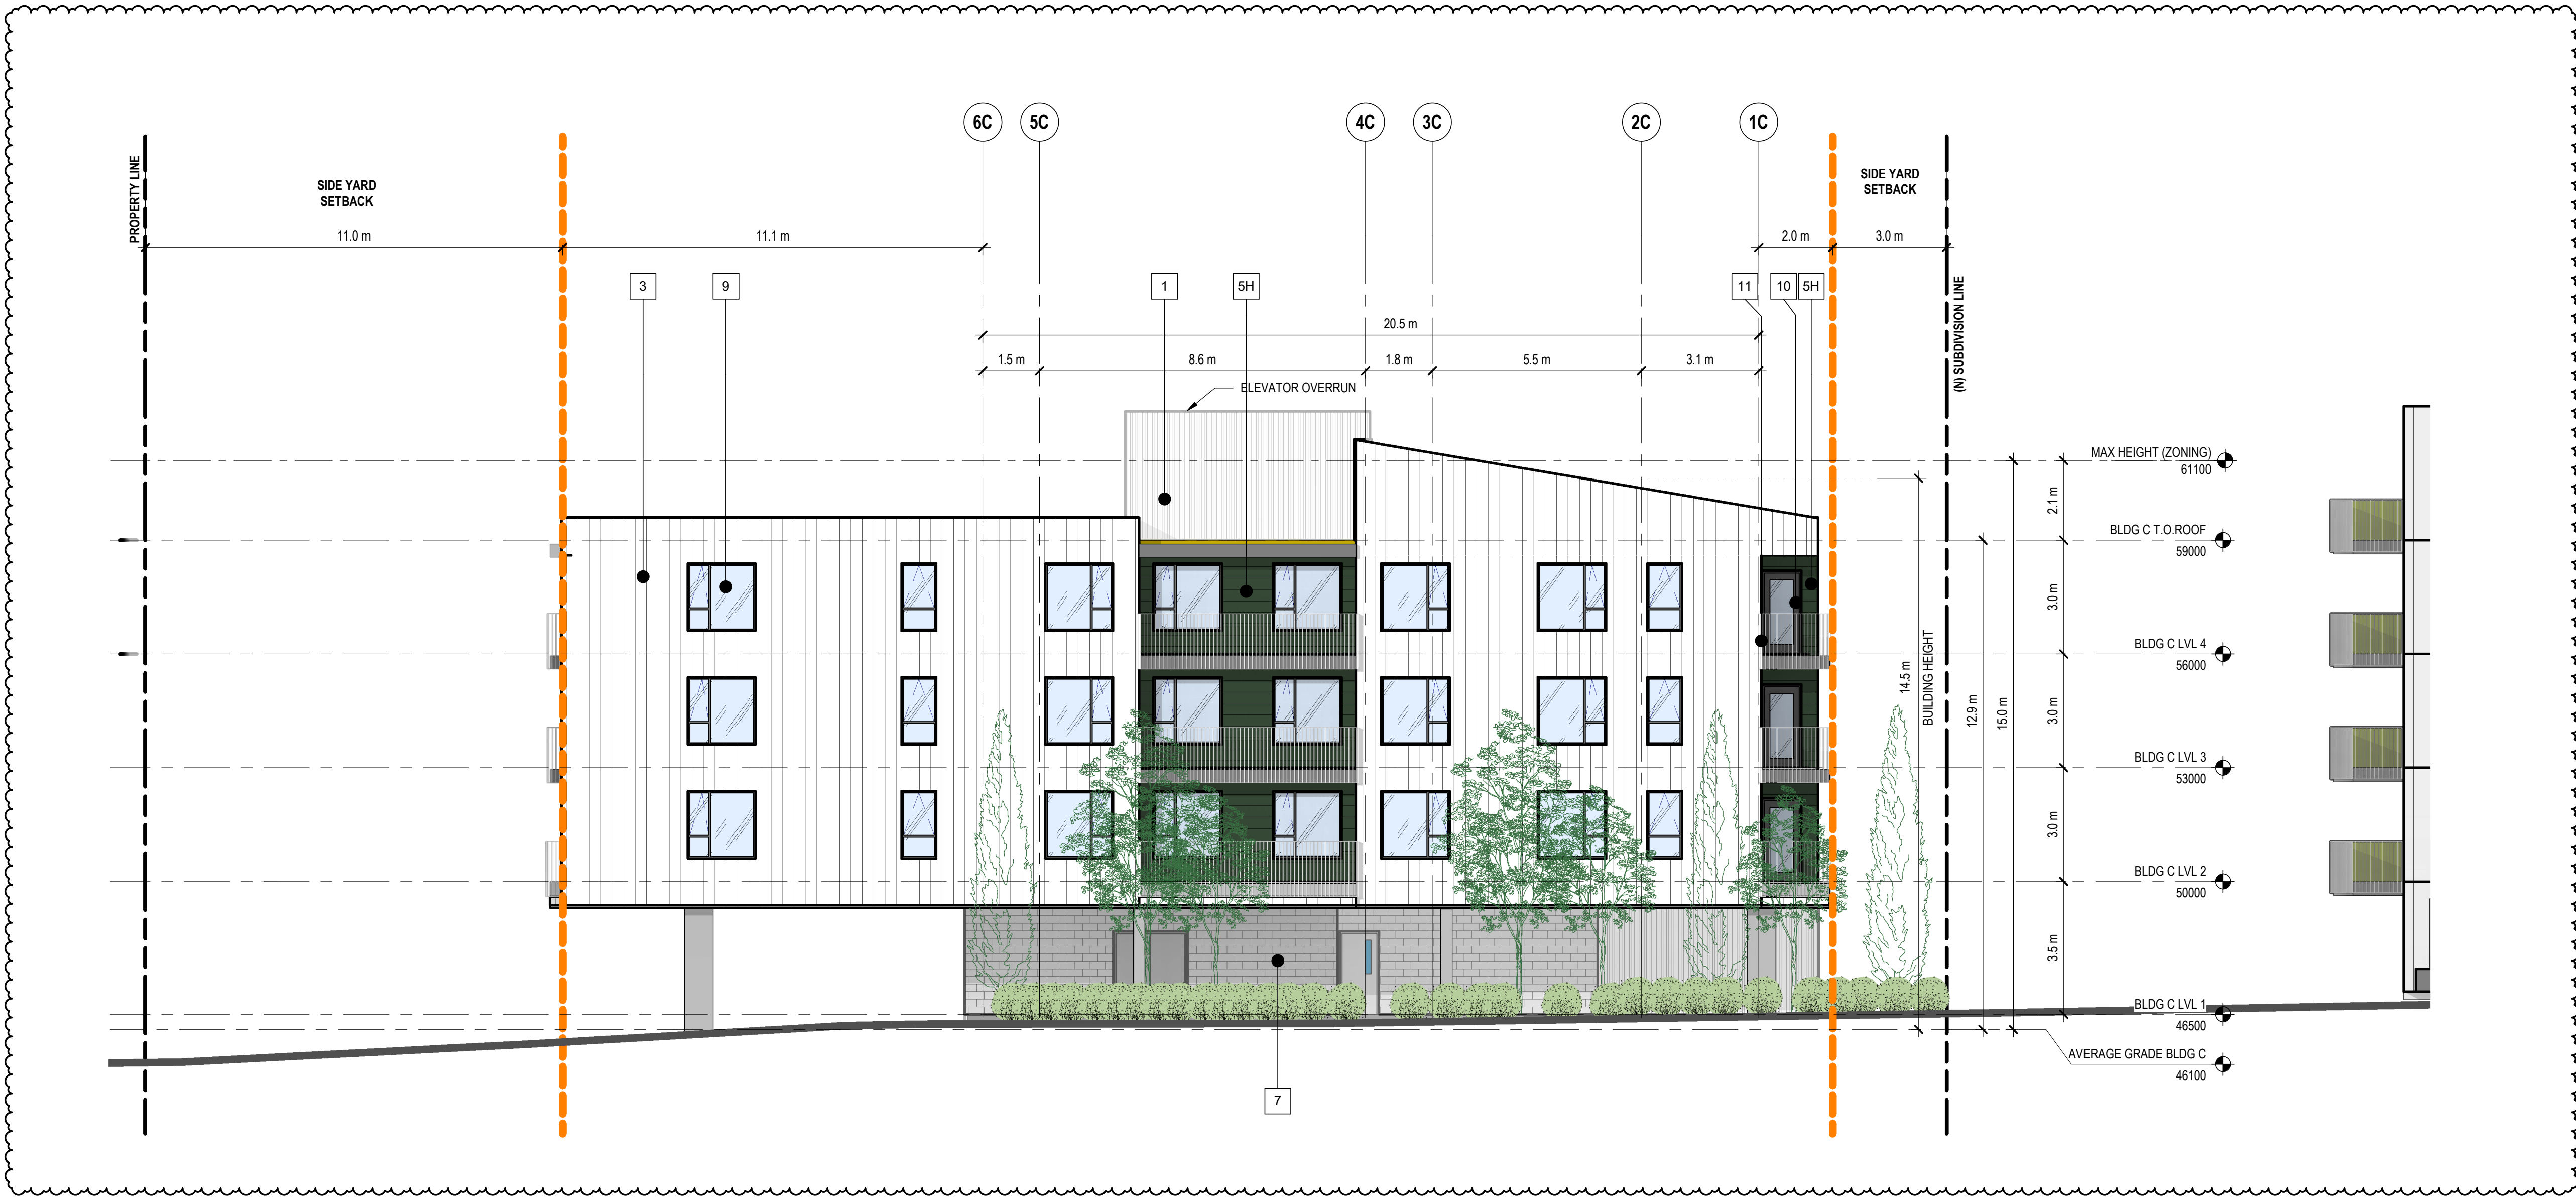 6C
5C
4C
3C
2C
1C
PROPERTY LINE
SIDE YARD
SETBACK
SIDE YARD
SETBACK
11.0 m
11.1 m
2.0 m
3.0 m
3
9
1
5H
11
10
5H
(N) SUBDIVISION LINE
20.5 m
1.5 m
8.6 m
1.8 m
5.5 m
3.1 m
ELEVATOR OVERRUN
MAX HEIGHT (ZONING)
61100
2.1 m
BLDG C T.O.ROOF
59000
3.0 m
BLDG C LVL 4
56000
14.5 m
BUILDING HEIGHT
12.9 m
15.0 m
3.0 m
BLDG C LVL 3
53000
3.0 m
BLDG C LVL 2
50000
3.5 m
BLDG C LVL 1
46500
AVERAGE GRADE BLDG C
46100
7